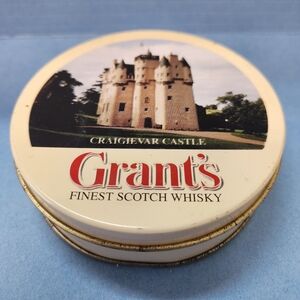 CRAIGIEVAR CASTLE
Grant's
FINEST SCOTCH WHISKY